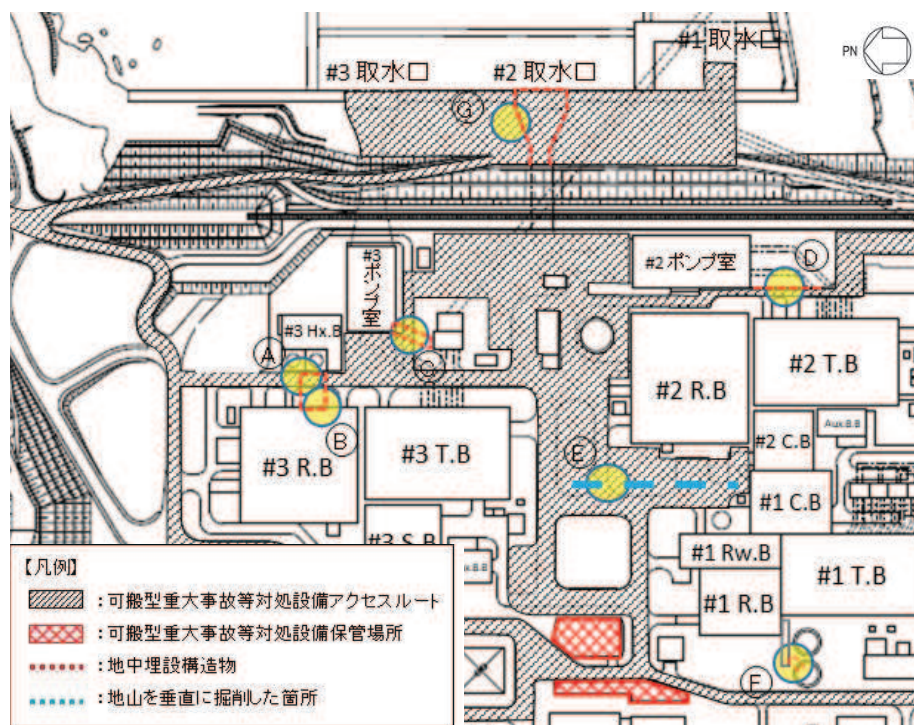 #1 取水口
PN
#3 取水口
#2 取水口
G
#3 ポンプ室
#2 ポンプ室
D
#3 Hx.B
A
C
#2 R.B
#2 T.B
B
#3 R.B
#3 T.B
E
#2 C.B
Aux.B.B
#1 C.B
#3 S.B
#1 Rw.B
#1 R.B
#1 T.B
F
【凡例】
:可搬型重大事故等対処設備アクセスルート
:可搬型重大事故等対処設備保管場所
:地中埋設構造物
:地山を垂直に掘削した箇所